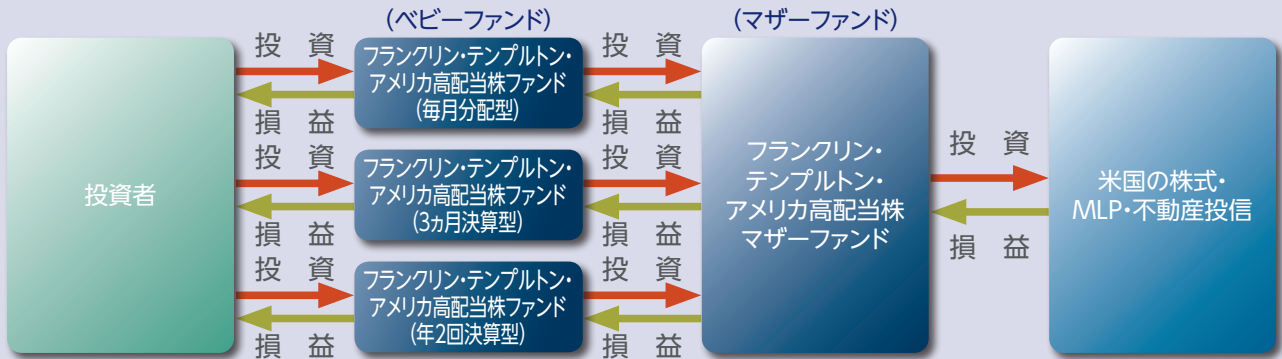 (ベビーファンド)
(マザーファンド)
投資者
投 資
損 益
フランクリン・テンプルトン・
アメリカ高配当株ファンド
(毎月分配型)
投 資
損 益
投 資
損 益
フランクリン・テンプルトン・
アメリカ高配当株ファンド
(3ヵ月決算型)
投 資
損 益
投 資
損 益
フランクリン・テンプルトン・
アメリカ高配当株ファンド
(年2回決算型)
投 資
損 益
フランクリン・
テンプルトン・
アメリカ高配当株
マザーファンド
投 資
損 益
米国の株式・
MLP・不動産投信